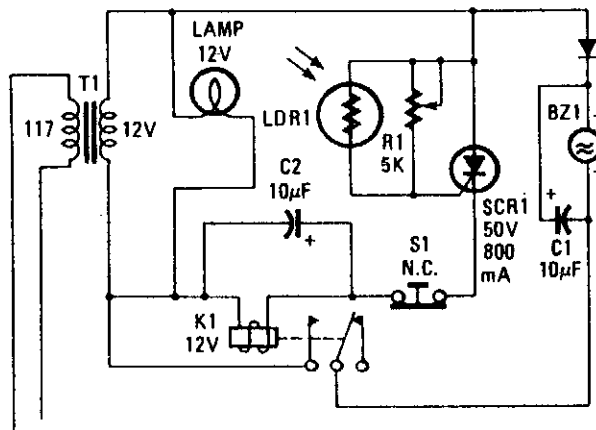 LAMP
12V
T1
117
12V
LDR1
R1
5K
BZ1
C2
10µF
+
SCR1
50V
800
mA
S1
N.C.
+
C1
10µF
K1
12V